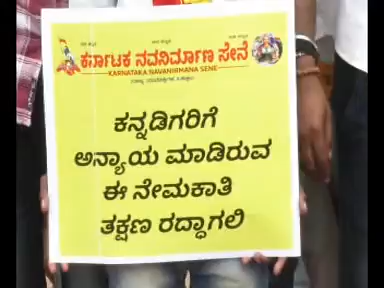 ಕರ್ನಾಟಕ ನವನಿರ್ಮಾಣ ಸೇನೆ
KARNATAKA NAVANIRMANA SENE
ಕನ್ನಡಿಗರಿಗೆ
ಅನ್ಯಾಯ ಮಾಡಿರುವ
ಈ ನೇಮಕಾತಿ
ತಕ್ಷಣ ರದ್ಧಾಗಲಿ